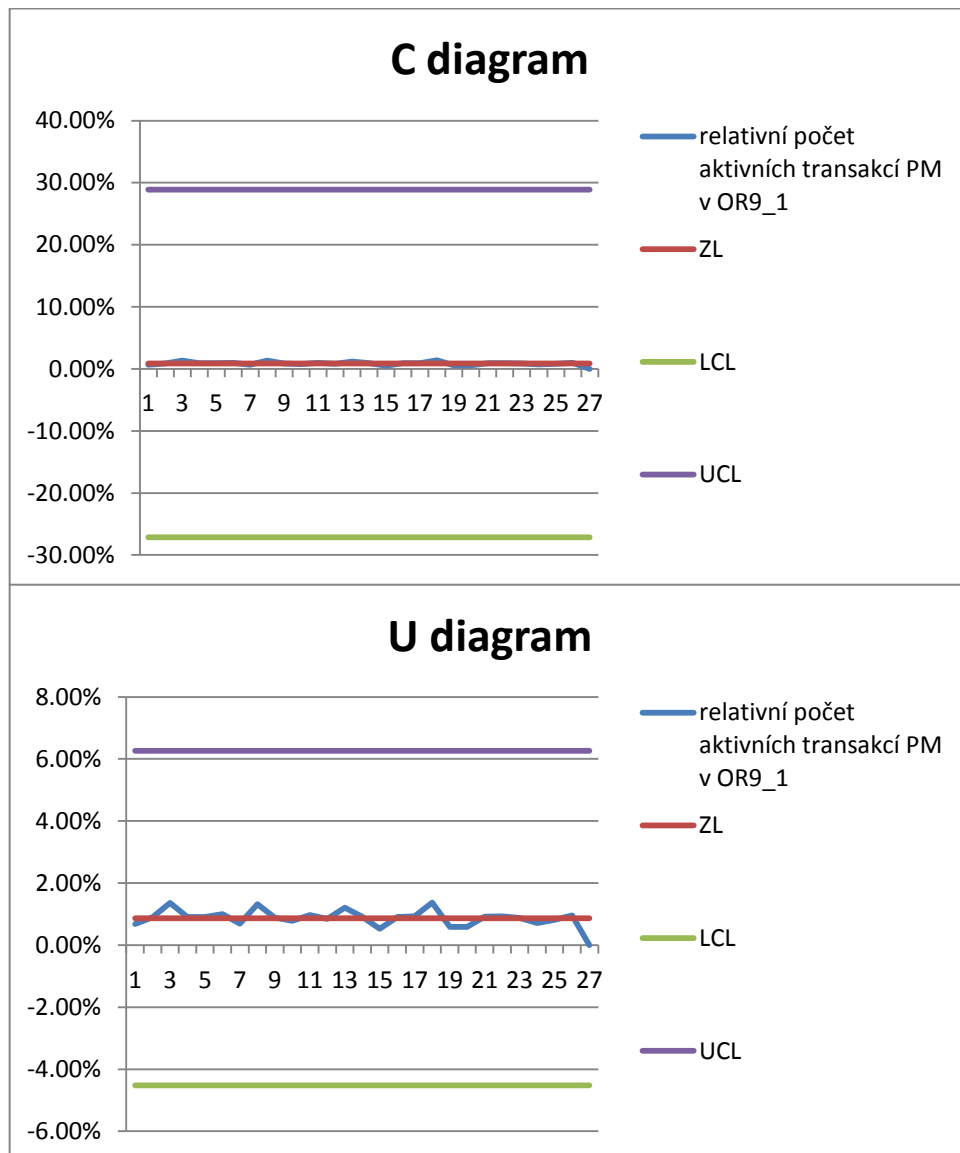 C diagram
40.00%
30.00%
20.00%
10.00%
0.00%
-10.00%
-20.00%
-30.00%
1 3 5 7 9 11 13 15 17 19 21 23 25 27
relativní počet
aktivních transakcí PM
v OR9_1
ZL
LCL
UCL
U diagram
8.00%
6.00%
4.00%
2.00%
0.00%
-2.00%
-4.00%
-6.00%
1 3 5 7 9 11 13 15 17 19 21 23 25 27
relativní počet
aktivních transakcí PM
v OR9_1
ZL
LCL
UCL